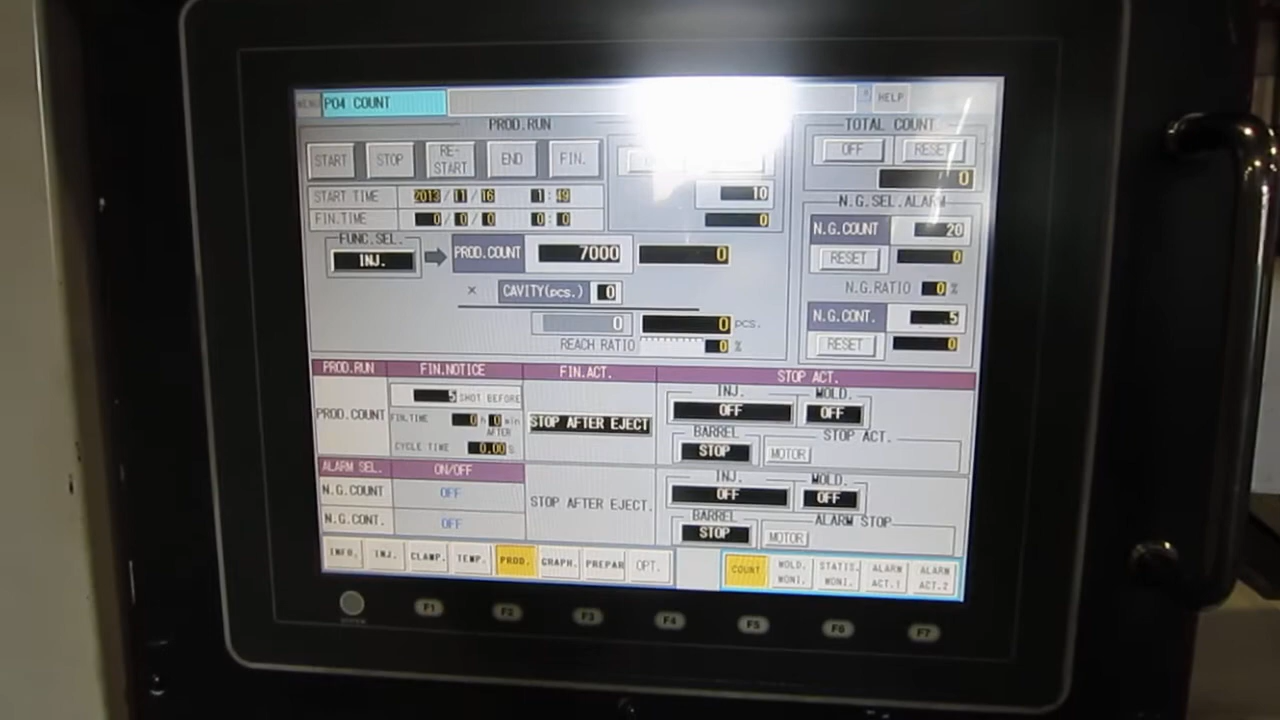 MENU P04 COUNT HELP
PROD.RUN TOTAL COUNT
START STOP RE-START END FIN. OFF RESET
0
START TIME 2013/11/16 1:49 10
FIN.TIME 0/0/0 0:0 0
N.G.SEL.ALARM
FUNC.SEL. N.G.COUNT 20
INJ. PROD.COUNT 7000 0 RESET 0
× CAVITY(pcs.) 0 N.G.RATIO 0 %
0 0 pcs. N.G.CONT. 5
REACH RATIO 0 % RESET 0
PROD.RUN FIN.NOTICE FIN.ACT. STOP ACT.
5 SHOT BEFORE INJ. MOLD.
PROD.COUNT FIN.TIME 0 h 0 min AFTER STOP AFTER EJECT OFF OFF
BARREL STOP ACT.
CYCLE TIME 0.00 s STOP MOTOR
ALARM SEL. ON/OFF INJ. MOLD.
N.G.COUNT OFF STOP AFTER EJECT. OFF OFF
BARREL ALARM STOP
N.G.CONT. OFF STOP MOTOR
INFO. INJ. CLAMP. TEMP. PROD. GRAPH. PREPAR OPT. COUNT MOLD. MONI. STATIS. MONI. ALARM ACT.1 ALARM ACT.2
F1 F2 F3 F4 F5 F6 F7